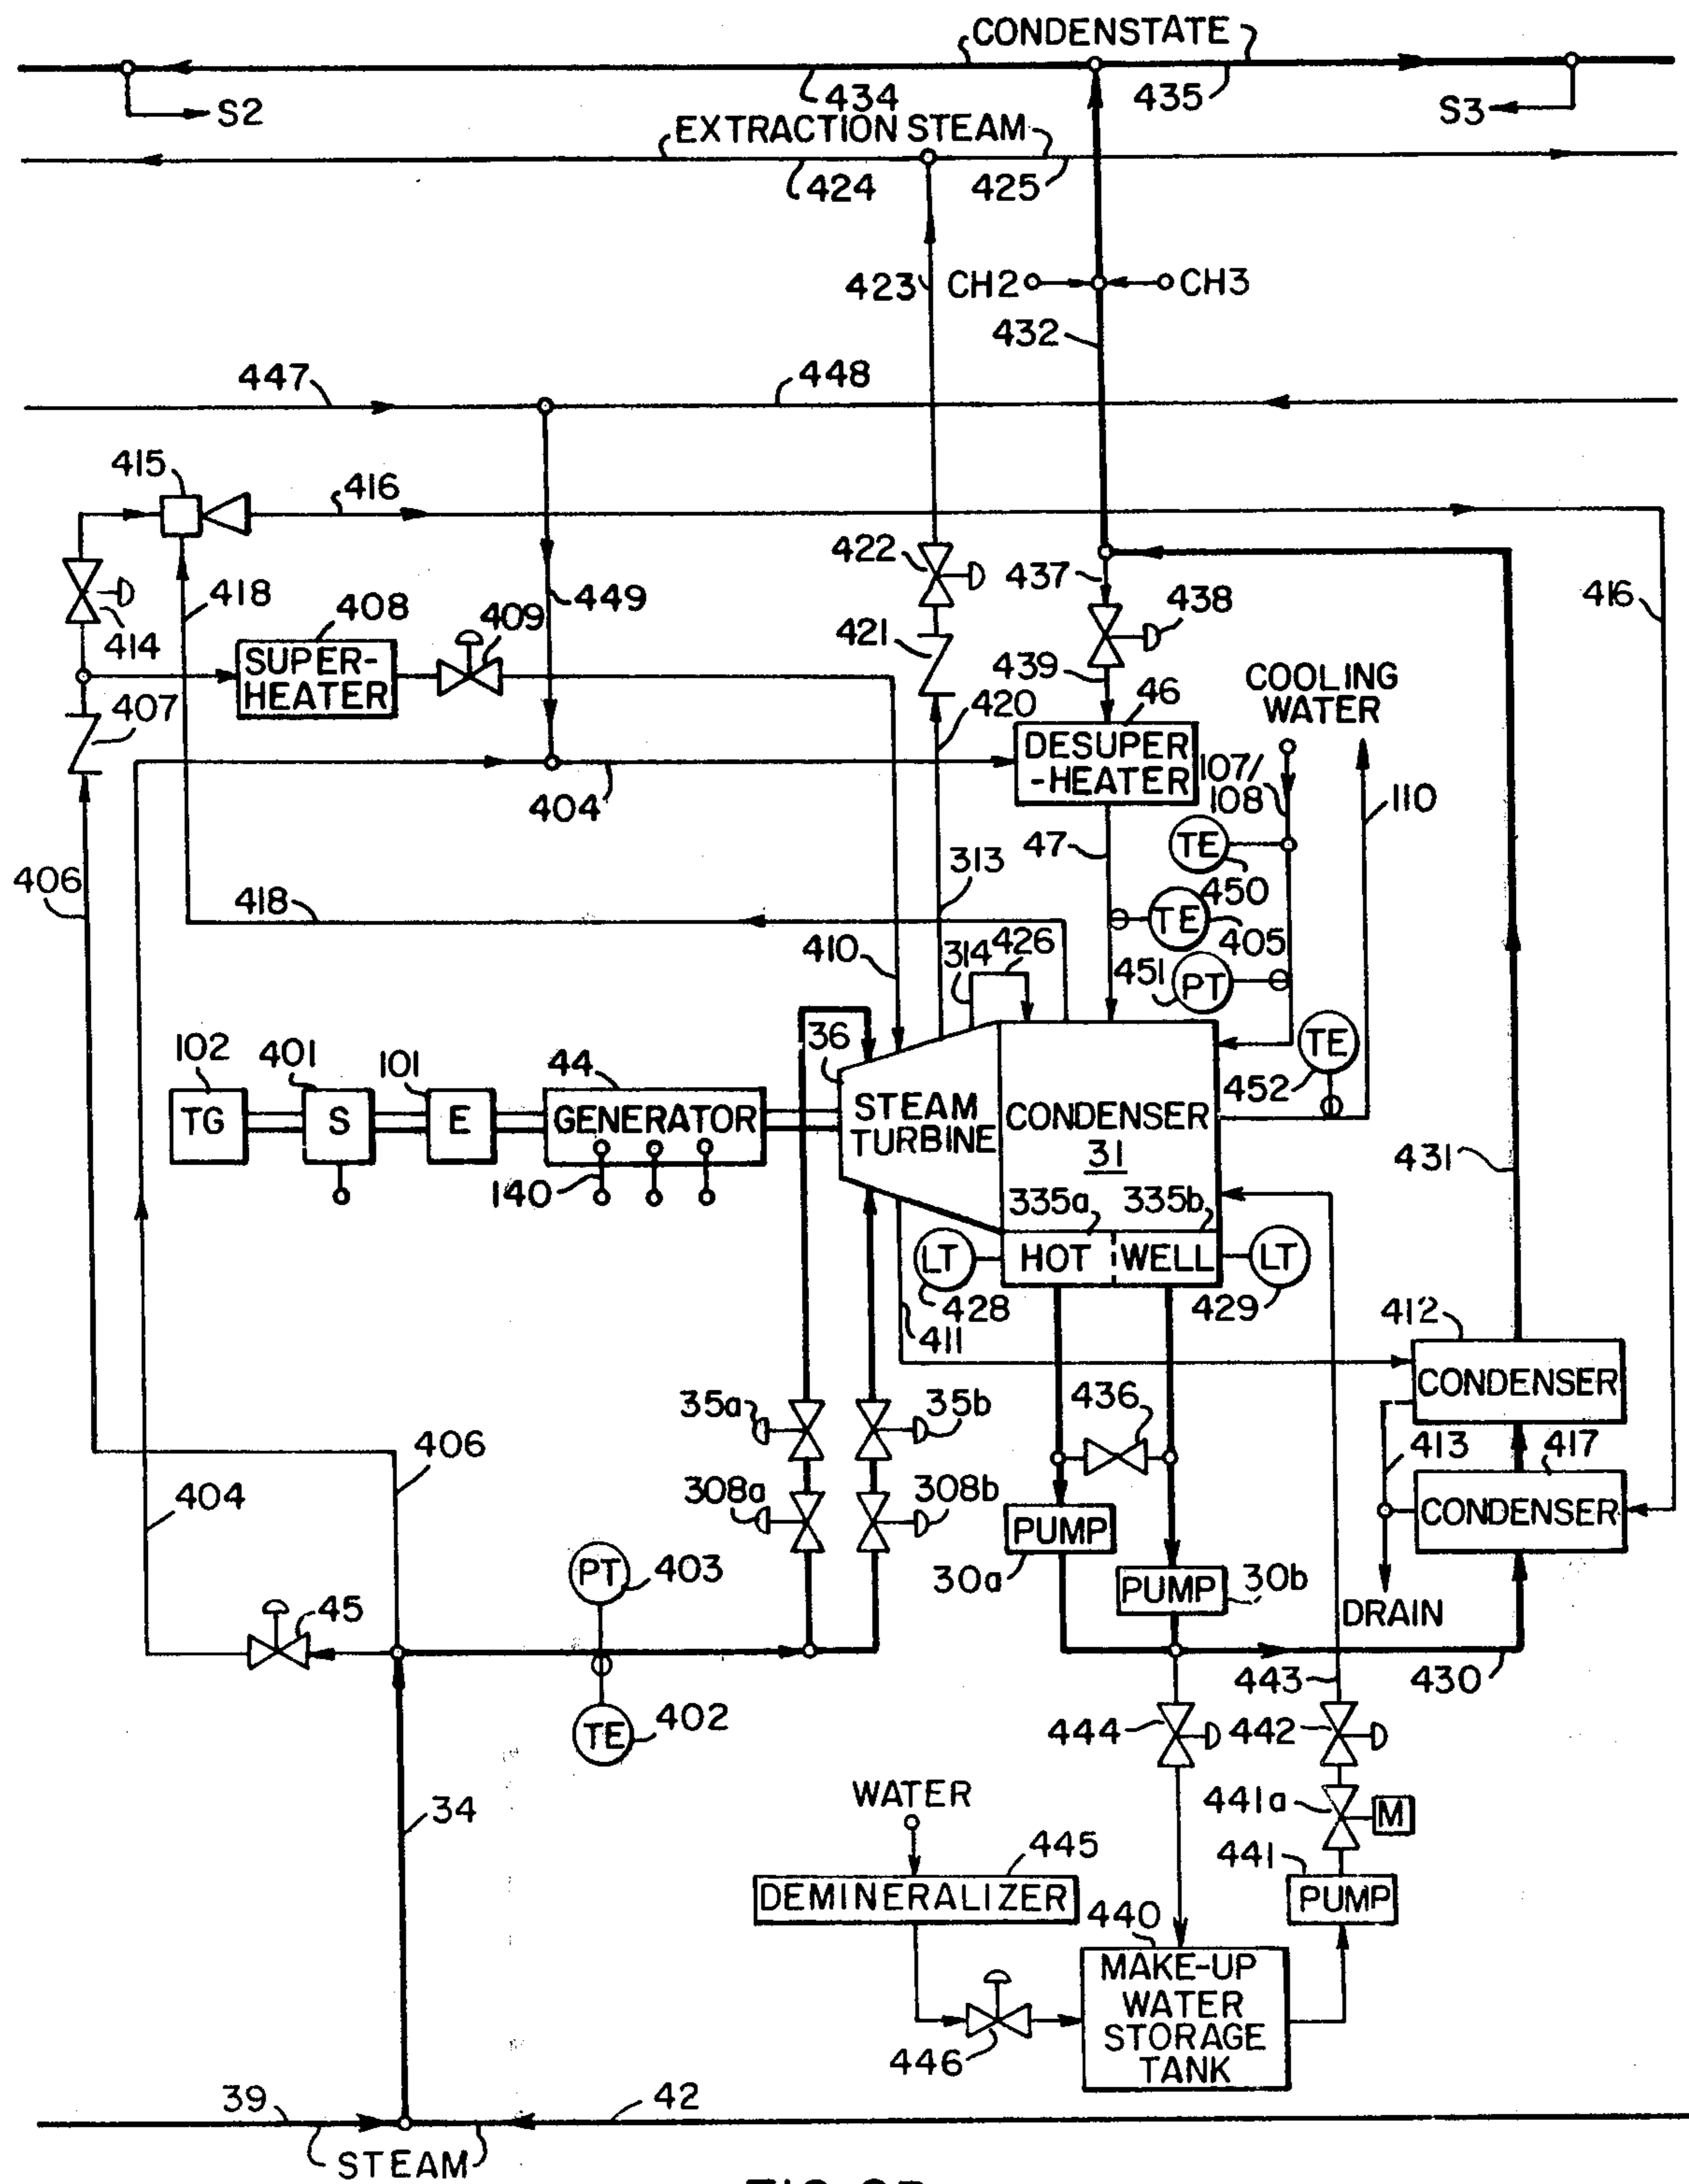 CONDENSTATE
434
435
S2
S3
EXTRACTION STEAM
424
425
423
CH2
CH3
432
447
448
415
416
422
437
438
416
414
418
408
449
409
421
439
SUPER-
HEATER
407
420
46
COOLING
WATER
DESUPER
-HEATER
107/
108
110
404
47
TE
450
313
406
418
TE
405
410
314
426
451
PT
36
TE
452
102
401
101
44
TG
S
E
GENERATOR
140
STEAM
TURBINE
CONDENSER
31
335a
335b
431
LT
HOT
WELL
LT
428
429
411
412
CONDENSER
35a
35b
436
406
413
417
404
308a
308b
CONDENSER
PUMP
30a
PUMP
30b
PT
403
DRAIN
45
443
430
TE
402
444
442
WATER
441a
M
34
445
441
DEMINERALIZER
PUMP
440
MAKE-UP
WATER
STORAGE
TANK
446
39
42
STEAM